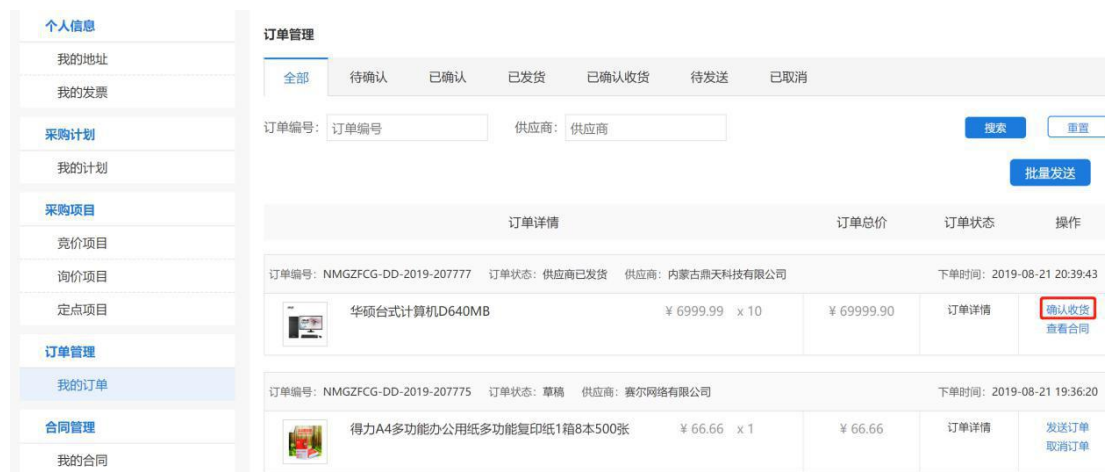 个人信息
我的地址
我的发票
采购计划
我的计划
采购项目
竞价项目
询价项目
定点项目
订单管理
我的订单
合同管理
我的合同
订单管理
全部 待确认 已确认 已发货 已确认收货 待发送 已取消
订单编号: 订单编号 供应商: 供应商 搜索 重置
批量发送
订单详情 订单总价 订单状态 操作
订单编号: NMGZFCG-DD-2019-207777 订单状态: 供应商已发货 供应商: 内蒙古鼎天科技有限公司 下单时间: 2019-08-21 20:39:43
华硕台式计算机D640MB ¥ 6999.99 x 10 ¥ 69999.90 订单详情 确认收货
查看合同
订单编号: NMGZFCG-DD-2019-207775 订单状态: 草稿 供应商: 赛尔网络有限公司 下单时间: 2019-08-21 19:36:20
得力A4多功能办公用纸多功能复印纸1箱8本500张 ¥ 66.66 x 1 ¥ 66.66 订单详情 发送订单
取消订单